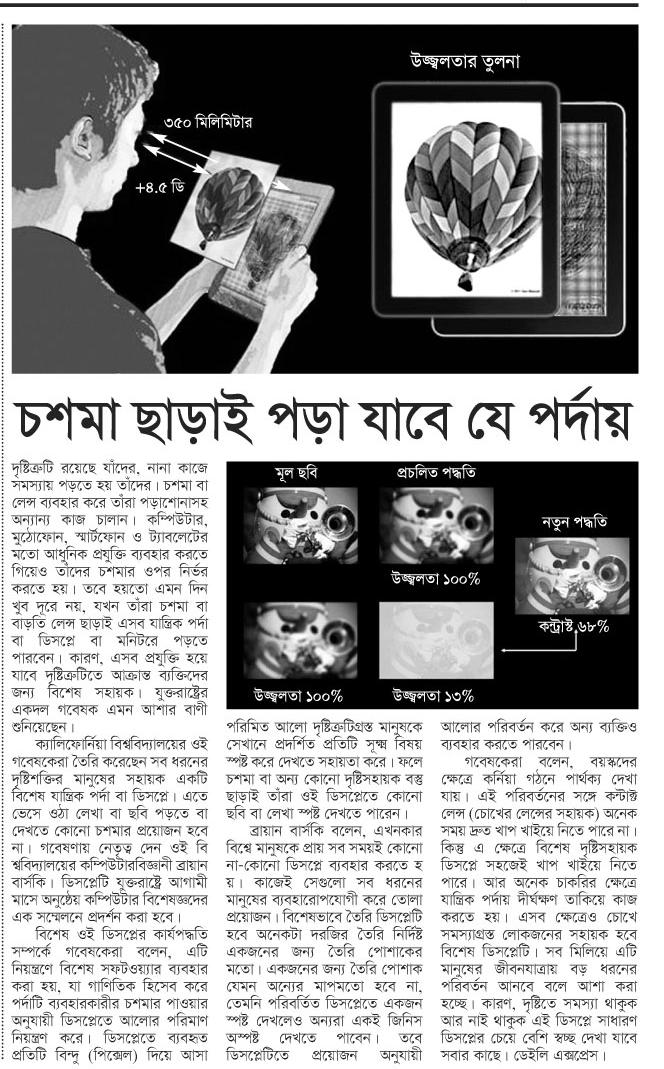 উজ্জ্বলতার তুলনা
৩৫০ মিলিমিটার
+৪.৫ ডি
চশমা ছাড়াই পড়া যাবে যে পর্দায়
দৃষ্টিত্রুটি রয়েছে যাঁদের, নানা কাজে
সমস্যায় পড়তে হয় তাঁদের। চশমা বা
লেন্স ব্যবহার করে তাঁরা পড়াশোনাসহ
অন্যান্য কাজ চালান। কম্পিউটার,
মুঠোফোন, স্মার্টফোন ও ট্যাবলেটের
মতো আধুনিক প্রযুক্তি ব্যবহার করতে
গিয়েও তাঁদের চশমার ওপর নির্ভর
করতে হয়। তবে হয়তো এমন দিন
খুব দূরে নয়, যখন তাঁরা চশমা বা
বাড়তি লেন্স ছাড়াই এসব যান্ত্রিক পর্দা
বা ডিসপ্লে বা মনিটরে পড়তে
পারবেন। কারণ, এসব প্রযুক্তি হয়ে
যাবে দৃষ্টিত্রুটিতে আক্রান্ত ব্যক্তিদের
জন্য বিশেষ সহায়ক। যুক্তরাষ্ট্রের
একদল গবেষক এমন আশার বাণী
শুনিয়েছেন।
ক্যালিফোর্নিয়া বিশ্ববিদ্যালয়ের ওই
গবেষকেরা তৈরি করেছেন সব ধরনের
দৃষ্টিশক্তির মানুষের সহায়ক একটি
বিশেষ যান্ত্রিক পর্দা বা ডিসপ্লে। এতে
ভেসে ওঠা লেখা বা ছবি পড়তে বা
দেখতে কোনো চশমার প্রয়োজন হবে
না। গবেষণায় নেতৃত্ব দেন ওই বি
শ্ববিদ্যালয়ের কম্পিউটারবিজ্ঞানী ব্রায়ান
বার্সকি। ডিসপ্লেটি যুক্তরাষ্ট্রে আগামী
মাসে অনুষ্ঠেয় কম্পিউটার বিশেষজ্ঞদের
এক সম্মেলনে প্রদর্শন করা হবে।
বিশেষ ওই ডিসপ্লের কার্যপদ্ধতি
সম্পর্কে গবেষকেরা বলেন, এটি
নিয়ন্ত্রণে বিশেষ সফটওয়্যার ব্যবহার
করা হয়, যা গাণিতিক হিসেব করে
পর্দাটি ব্যবহারকারীর চশমার পাওয়ার
অনুযায়ী ডিসপ্লেতে আলোর পরিমাণ
নিয়ন্ত্রণ করে। ডিসপ্লেতে ব্যবহৃত
প্রতিটি বিন্দু (পিক্সেল) দিয়ে আসা
মূল ছবি
প্রচলিত পদ্ধতি
নতুন পদ্ধতি
উজ্জ্বলতা ১০০%
কন্ট্রাস্ট ৬৮%
উজ্জ্বলতা ১০০%
উজ্জ্বলতা ১৩%
পরিমিত আলো দৃষ্টিত্রুটিগ্রস্ত মানুষকে
সেখানে প্রদর্শিত প্রতিটি সূক্ষ্ম বিষয়
স্পষ্ট করে দেখতে সহায়তা করে। ফলে
চশমা বা অন্য কোনো দৃষ্টিসহায়ক বস্তু
ছাড়াই তাঁরা ওই ডিসপ্লেতে কোনো
ছবি বা লেখা স্পষ্ট দেখতে পারেন।
ব্রায়ান বার্সকি বলেন, এখনকার
বিশ্বে মানুষকে প্রায় সব সময়ই কোনো
না-কোনো ডিসপ্লে ব্যবহার করতে হ
য়। কাজেই সেগুলো সব ধরনের
মানুষের ব্যবহারোপযোগী করে তোলা
প্রয়োজন। বিশেষভাবে তৈরি ডিসপ্লেটি
হবে অনেকটা দরজির তৈরি নির্দিষ্ট
একজনের জন্য তৈরি পোশাকের
মতো। একজনের জন্য তৈরি পোশাক
যেমন অন্যের মাপমতো হবে না,
তেমনি পরিবর্তিত ডিসপ্লেতে একজন
স্পষ্ট দেখলেও অন্যরা একই জিনিস
অস্পষ্ট দেখতে পাবেন। তবে
ডিসপ্লেটিতে প্রয়োজন অনুযায়ী
আলোর পরিবর্তন করে অন্য ব্যক্তিও
ব্যবহার করতে পারবেন।
গবেষকেরা বলেন, বয়স্কদের
ক্ষেত্রে কর্নিয়া গঠনে পার্থক্য দেখা
যায়। এই পরিবর্তনের সঙ্গে কন্টাক্ট
লেন্স (চোখের লেন্সের সহায়ক) অনেক
সময় দ্রুত খাপ খাইয়ে নিতে পারে না।
কিন্তু এ ক্ষেত্রে বিশেষ দৃষ্টিসহায়ক
ডিসপ্লে সহজেই খাপ খাইয়ে নিতে
পারে। আর অনেক চাকরির ক্ষেত্রে
যান্ত্রিক পর্দায় দীর্ঘক্ষণ তাকিয়ে কাজ
করতে হয়। এসব ক্ষেত্রেও চোখে
সমস্যাগ্রস্ত লোকজনের সহায়ক হবে
বিশেষ ডিসপ্লেটি। সব মিলিয়ে এটি
মানুষের জীবনযাত্রায় বড় ধরনের
পরিবর্তন আনবে বলে আশা করা
হচ্ছে। কারণ, দৃষ্টিতে সমস্যা থাকুক
আর নাই থাকুক এই ডিসপ্লে সাধারণ
ডিসপ্লের চেয়ে বেশি স্বচ্ছ দেখা যাবে
সবার কাছে। ডেইলি এক্সপ্রেস।